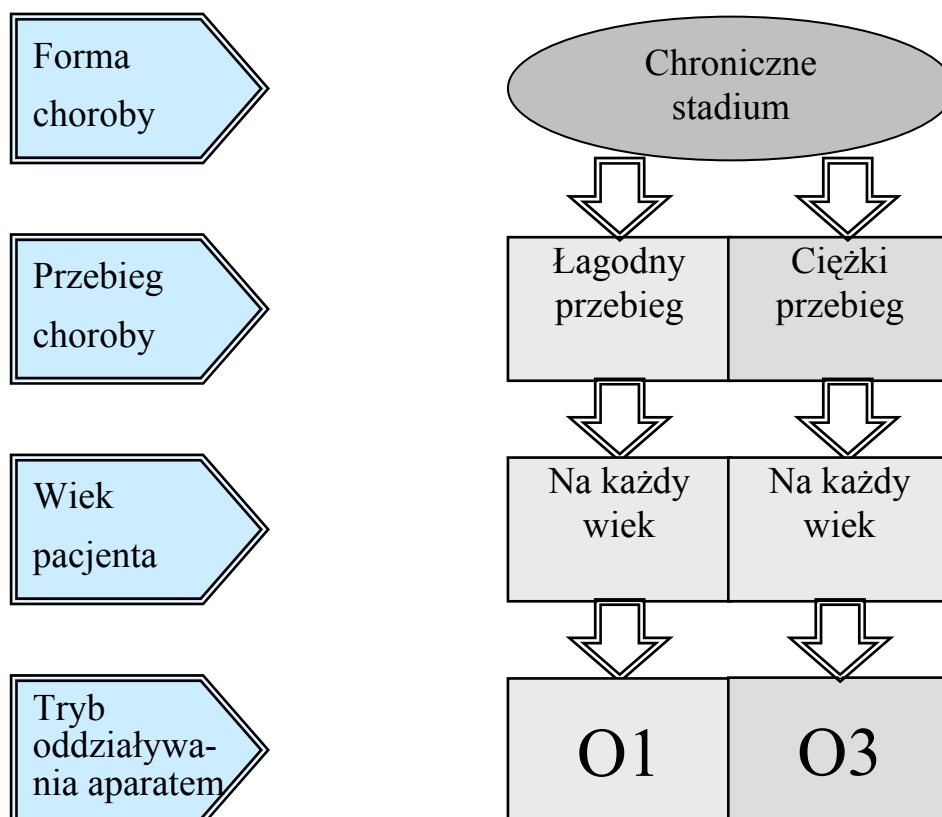 Forma
choroby
Chroniczne
stadium
Przebieg
choroby
Łagodny
przebieg
Ciężki
przebieg
Wiek
pacjenta
Na każdy
wiek
Na każdy
wiek
Tryb
oddziaływa-
nia aparatem
O1
O3